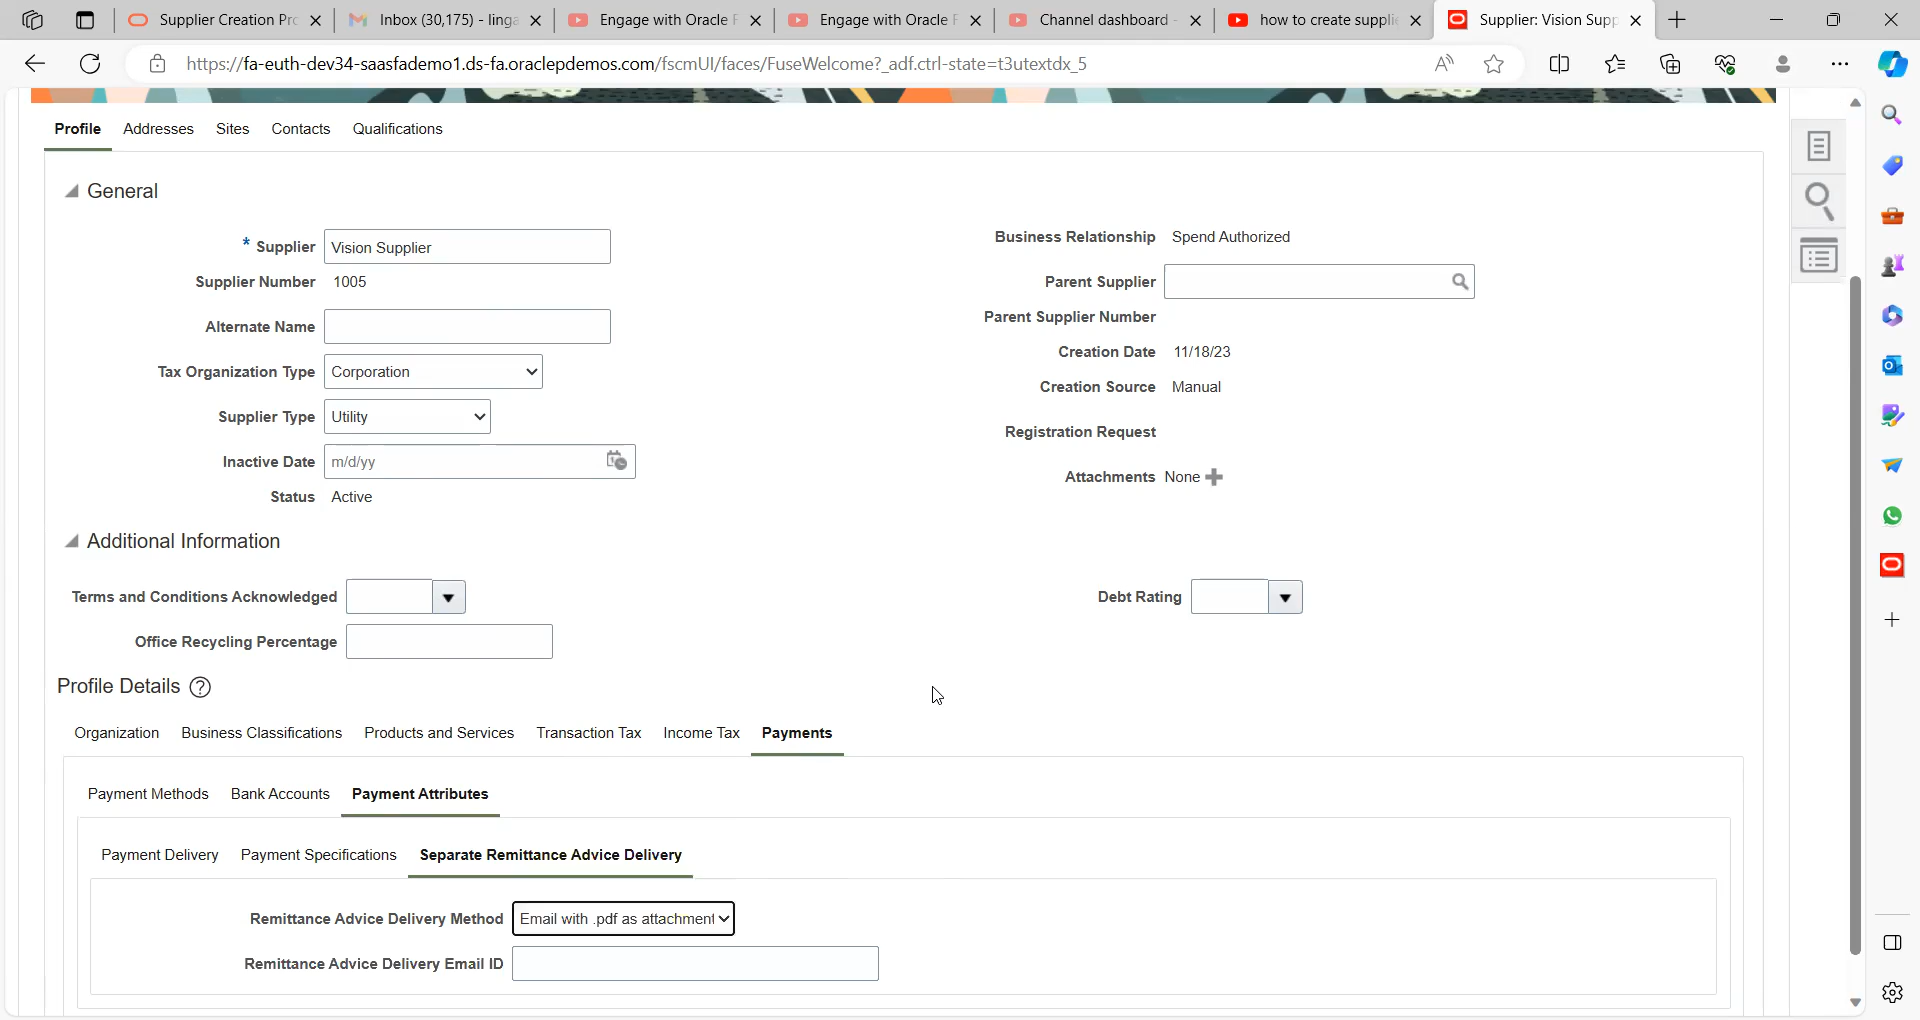 Supplier Creation Pr
Inbox (30,175) - linga
Engage with Oracle F
Engage with Oracle F
Channel dashboard -
how to create supplie
Supplier: Vision Supp
https://fa-euth-dev34-saasfademo1.ds-fa.oraclepdemos.com/fscmUI/faces/FuseWelcome?_adf.ctrl-state=t3utextdx_5
Profile Addresses Sites Contacts Qualifications
General
* Supplier Vision Supplier
Supplier Number 1005
Alternate Name
Tax Organization Type Corporation
Supplier Type Utility
Inactive Date m/d/yy
Status Active
Business Relationship Spend Authorized
Parent Supplier
Parent Supplier Number
Creation Date 11/18/23
Creation Source Manual
Registration Request
Attachments None
Additional Information
Terms and Conditions Acknowledged
Debt Rating
Office Recycling Percentage
Profile Details ?
Organization Business Classifications Products and Services Transaction Tax Income Tax Payments
Payment Methods Bank Accounts Payment Attributes
Payment Delivery Payment Specifications Separate Remittance Advice Delivery
Remittance Advice Delivery Method Email with .pdf as attachment
Remittance Advice Delivery Email ID